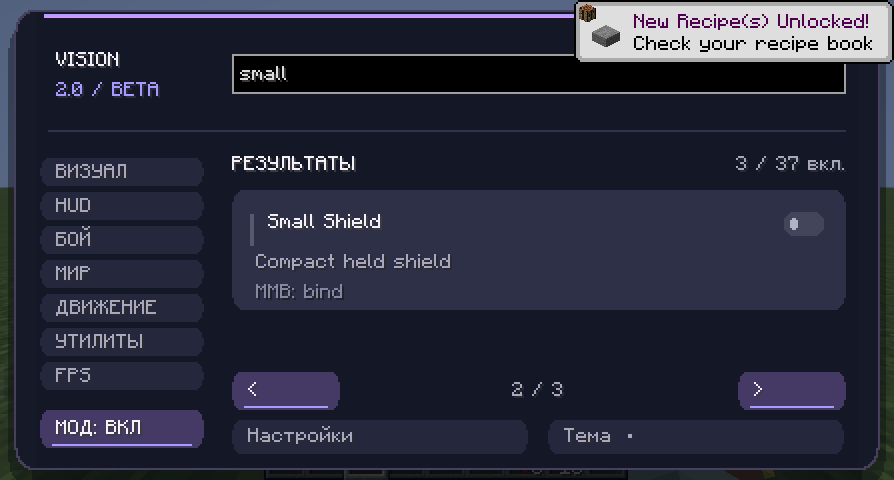 New Recipe(s) Unlocked!
Check your recipe book
VISION
2.0 / BETA
small
РЕЗУЛЬТАТЫ
3 / 37 вкл.
ВИЗУАЛ
HUD
БОЙ
МИР
ДВИЖЕНИЕ
УТИЛИТЫ
FPS
МОД: ВКЛ
Small Shield
Compact held shield
MMB: bind
<
2 / 3
>
Настройки
Тема •